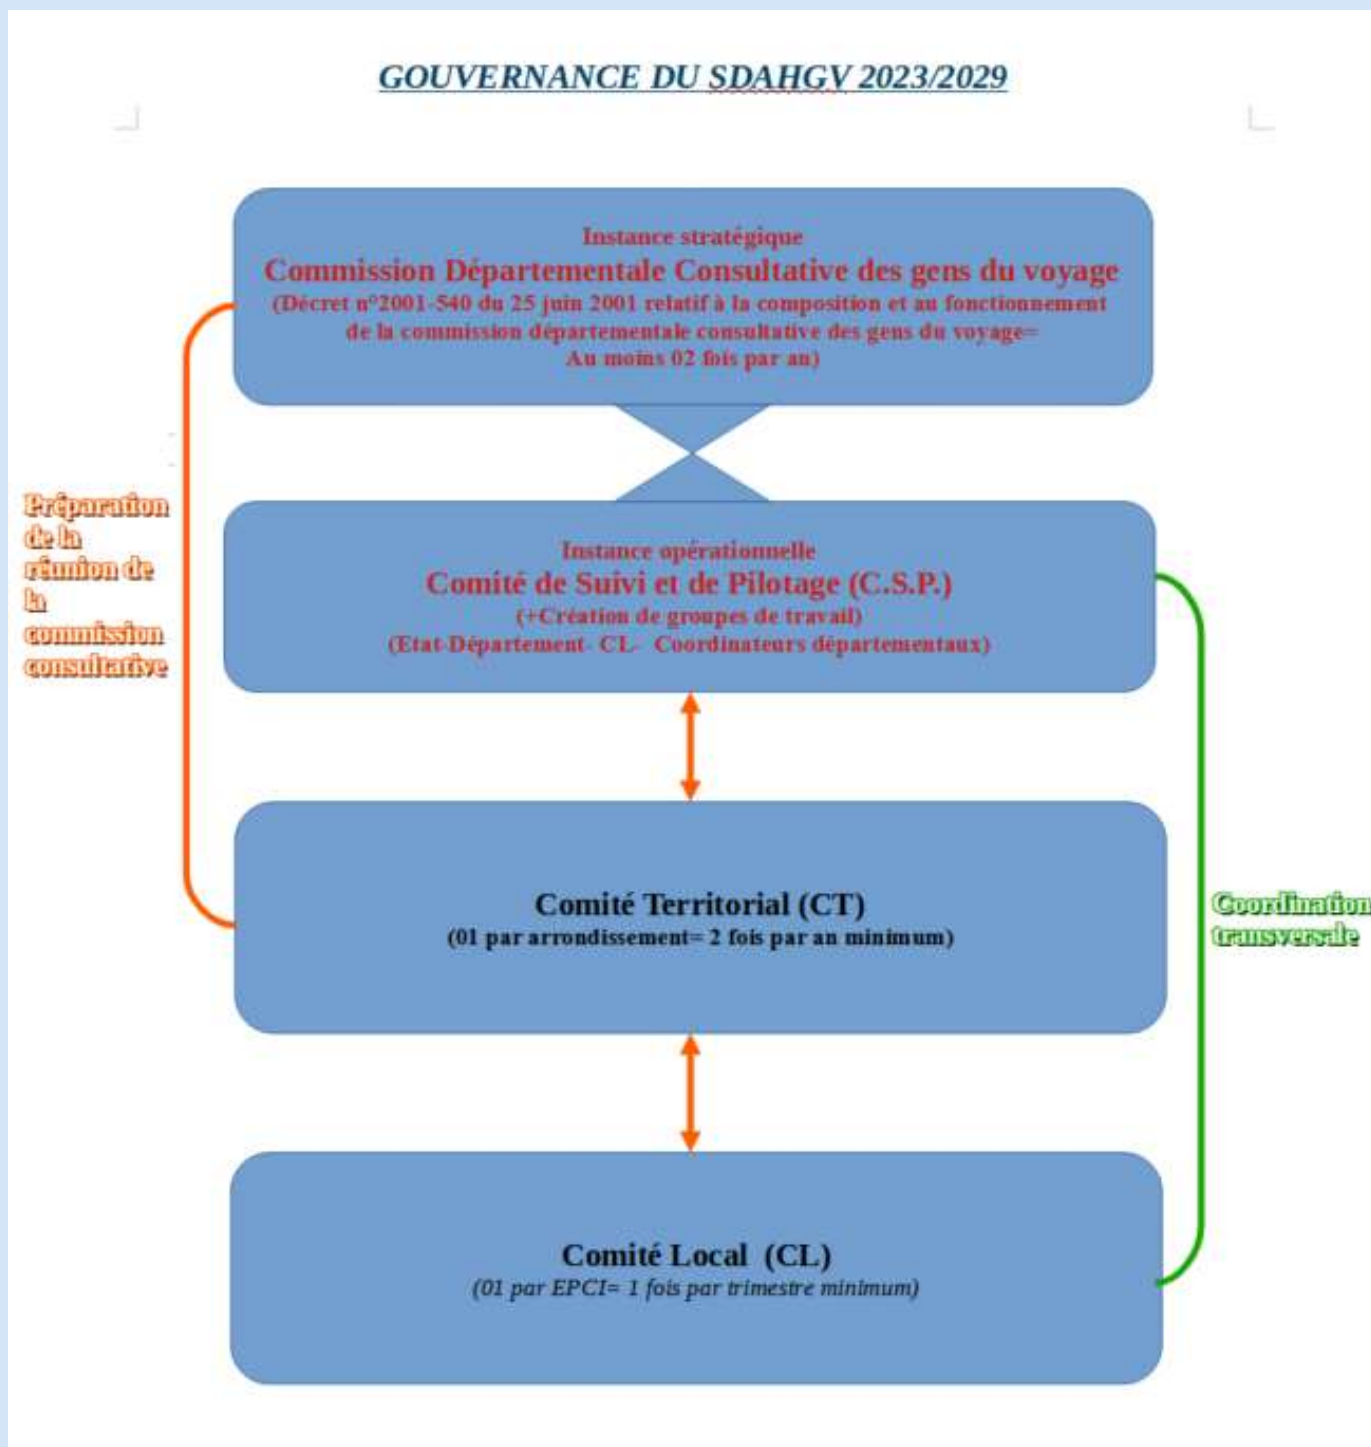 GOUVERNANCE DU SDAHGV 2023/2029
Instance stratégique
Commission Départementale Consultative des gens du voyage
(Décret n°2001-540 du 25 juin 2001 relatif à la composition et au fonctionnement
de la commission départementale consultative des gens du voyage=
Au moins 02 fois par an)
Préparation
de la
réunion de
la
commission
consultative
Instance opérationnelle
Comité de Suivi et de Pilotage (C.S.P.)
(+Création de groupes de travail)
(Etat-Département- CL- Coordinateurs départementaux)
Comité Territorial (CT)
(01 par arrondissement= 2 fois par an minimum)
Coordination
transversale
Comité Local (CL)
(01 par EPCI= 1 fois par trimestre minimum)